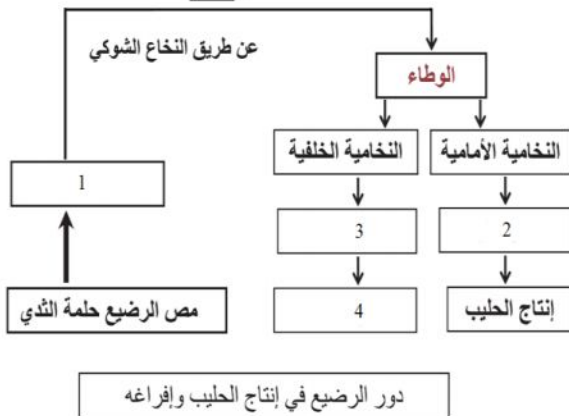 عن طريق النخاع الشوكي
الوطاء
النخامية الأمامية
النخامية الخلفية
1
2
3
مص الرضيع حلمة الثدي
إنتاج الحليب
4
دور الرضيع في إنتاج الحليب وإفراغه